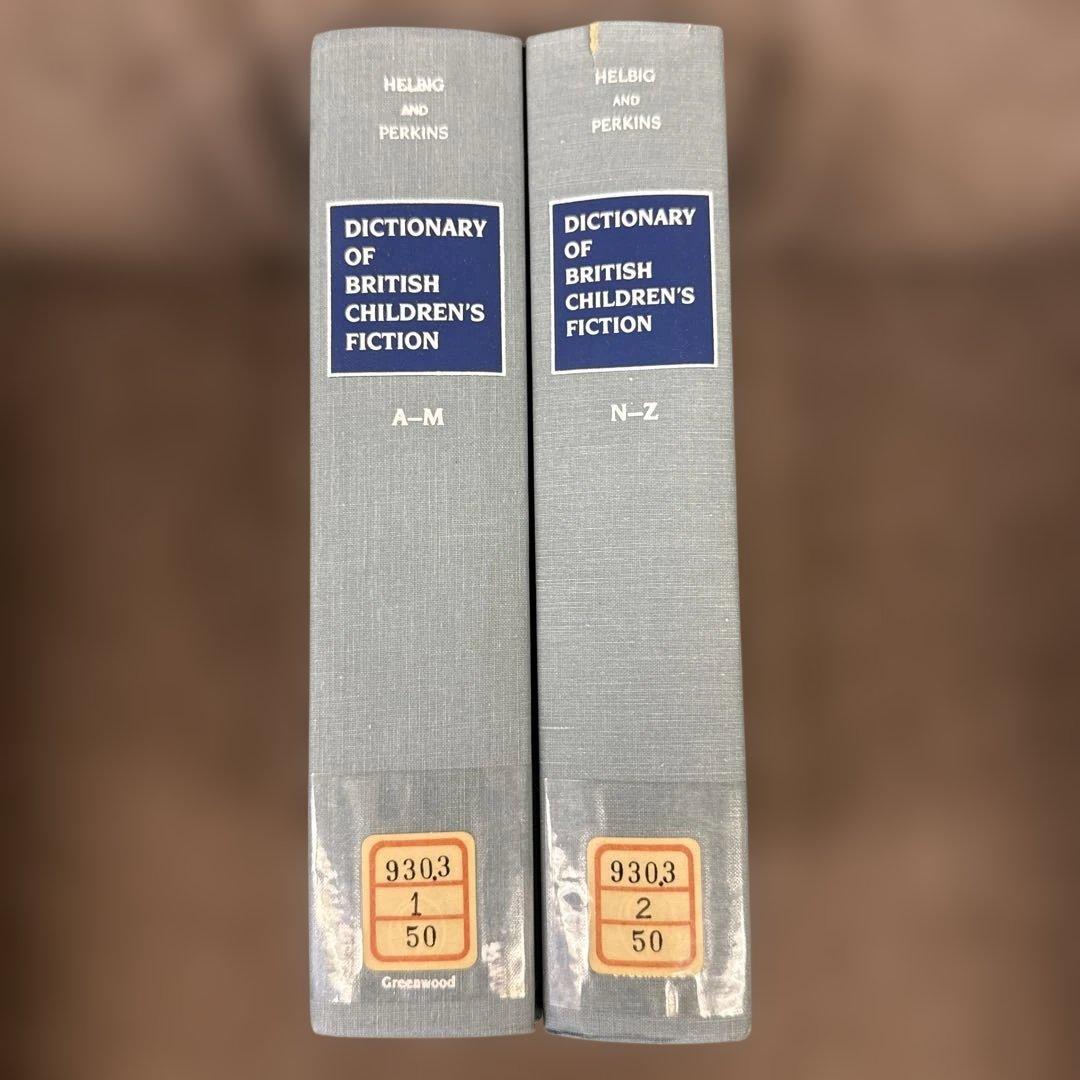 HELBIG
AND
PERKINS
DICTIONARY
OF
BRITISH
CHILDREN'S
FICTION
A–M
930.3
1
50
Greenwood
HELBIG
AND
PERKINS
DICTIONARY
OF
BRITISH
CHILDREN'S
FICTION
N–Z
930.3
2
50